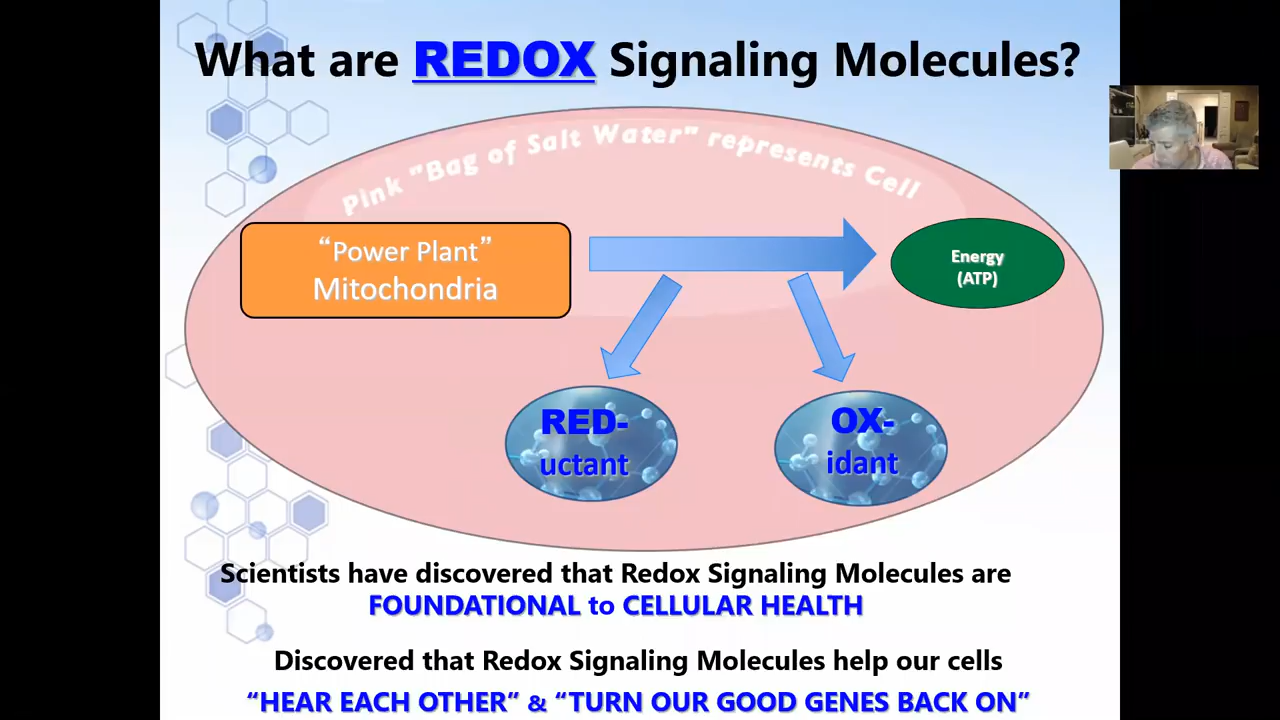 What are REDOX Signaling Molecules?
Pink "Bag of Salt Water" represents Cell
“Power Plant”
Mitochondria
Energy
(ATP)
RED-
uctant
OX-
idant
Scientists have discovered that Redox Signaling Molecules are
FOUNDATIONAL to CELLULAR HEALTH
Discovered that Redox Signaling Molecules help our cells
“HEAR EACH OTHER” & “TURN OUR GOOD GENES BACK ON”